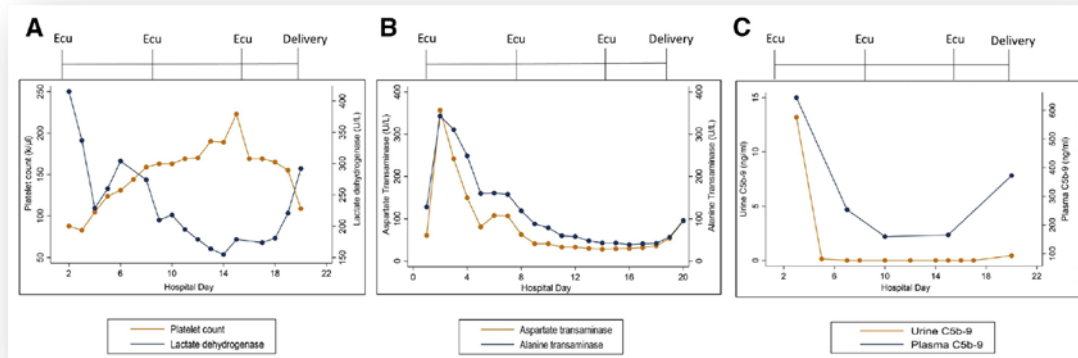 A
Ecu Ecu Ecu Delivery
Platelet count (k/µl)
250
200
150
100
50
Lactate dehydrogenase (U/L)
400
350
300
250
200
150
2 6 10 14 18 22
Hospital Day
Platelet count
Lactate dehydrogenase
B
Ecu Ecu Ecu Delivery
Aspartate Transaminase (U/L)
400
300
200
100
0
Alanine Transaminase (U/L)
400
300
200
100
0
0 4 8 12 16 20
Hospital Day
Aspartate transaminase
Alanine transaminase
C
Ecu Ecu Ecu Delivery
Urine C5b-9 (ng/ml)
15
10
5
0
Plasma C5b-9 (ng/ml)
600
500
400
300
200
100
2 6 10 14 18 22
Hospital Day
Urine C5b-9
Plasma C5b-9